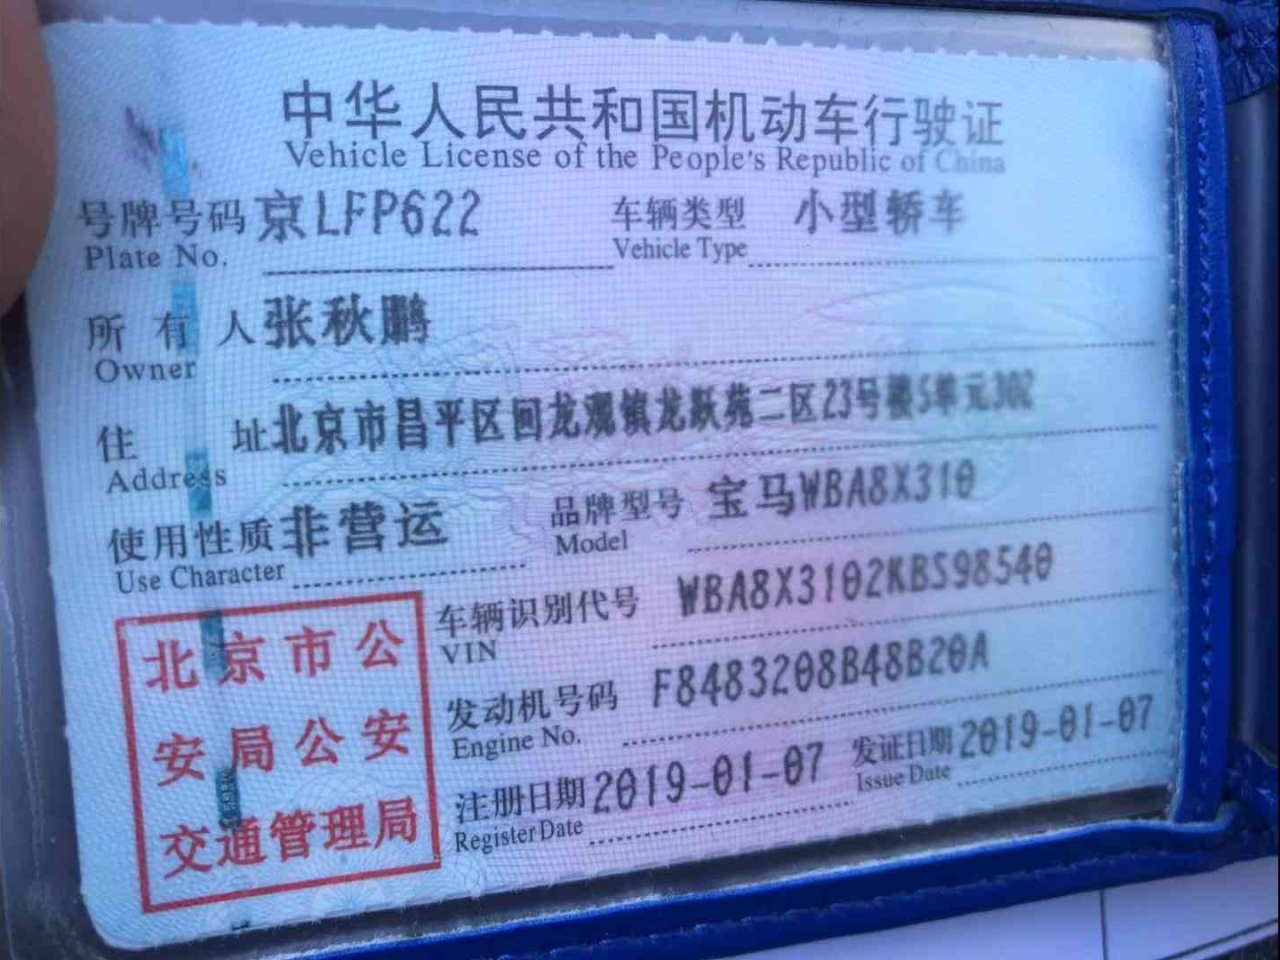 中华人民共和国机动车行驶证
Vehicle License of the People's Republic of China
号牌号码 京LFP622 车辆类型 小型轿车
Plate No. Vehicle Type
所有人 张秋鹏
Owner
住址 北京市昌平区回龙观镇龙跃苑二区23号楼5单元302
Address
使用性质 非营运 品牌型号 宝马WBA8X310
Use Character Model
车辆识别代号 WBA8X3102KBS98540
VIN
发动机号码 F8483208B48B20A
Engine No.
注册日期 2019-01-07 发证日期 2019-01-07
Register Date Issue Date
北京市公
安局公安
交通管理局